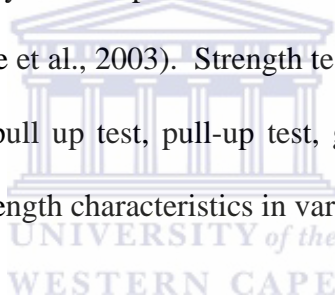 e et al., 2003). Strength te
pull up test, pull-up test, g
ength characteristics in var
UNIVERSITY of the
WESTERN CAPE